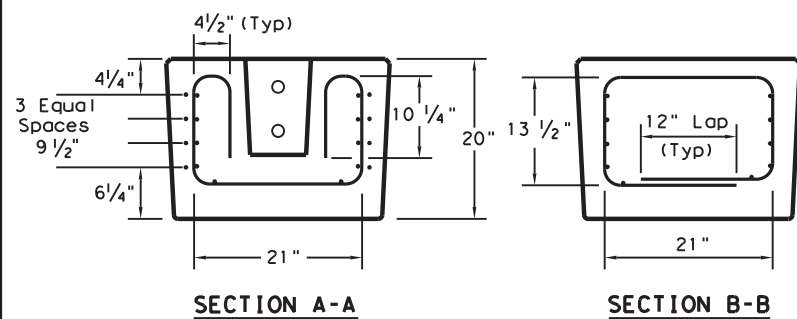 4½" (Typ)
4¼"
3 Equal
Spaces
9½"
6¼"
10 ¼"
20"
21"
SECTION A-A
13 ½"
12" Lap
(Typ)
21"
SECTION B-B